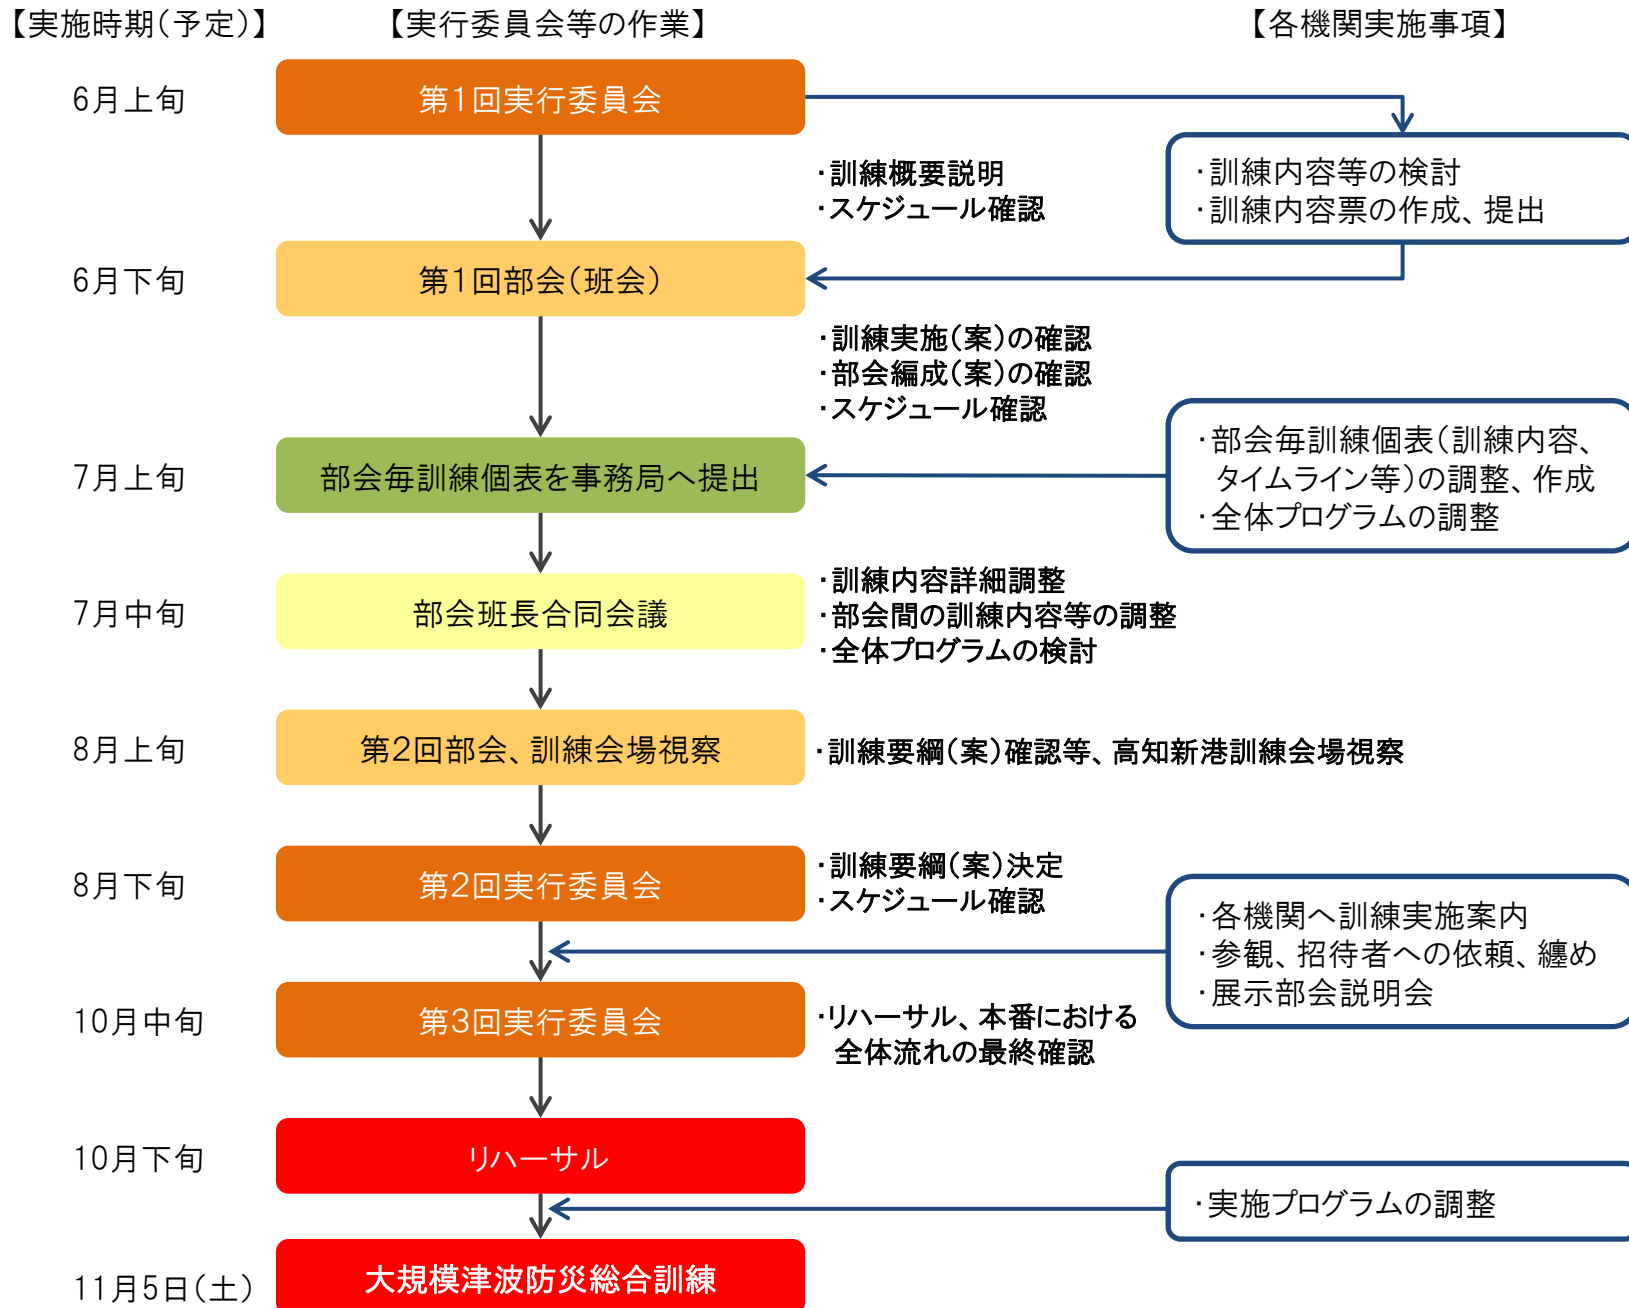 【実施時期(予定)】
【実行委員会等の作業】
【各機関実施事項】
6月上旬
第1回実行委員会
・訓練概要説明
・スケジュール確認
・訓練内容等の検討
・訓練内容票の作成、提出
6月下旬
第1回部会(班会)
・訓練実施(案)の確認
・部会編成(案)の確認
・スケジュール確認
7月上旬
部会毎訓練個表を事務局へ提出
・部会毎訓練個表(訓練内容、
タイムライン等)の調整、作成
・全体プログラムの調整
7月中旬
部会班長合同会議
・訓練内容詳細調整
・部会間の訓練内容等の調整
・全体プログラムの検討
8月上旬
第2回部会、訓練会場視察
・訓練要綱(案)確認等、高知新港訓練会場視察
8月下旬
第2回実行委員会
・訓練要綱(案)決定
・スケジュール確認
・各機関へ訓練実施案内
・参観、招待者への依頼、纏め
・展示部会説明会
10月中旬
第3回実行委員会
・リハーサル、本番における
全体流れの最終確認
10月下旬
リハーサル
・実施プログラムの調整
11月5日(土)
大規模津波防災総合訓練